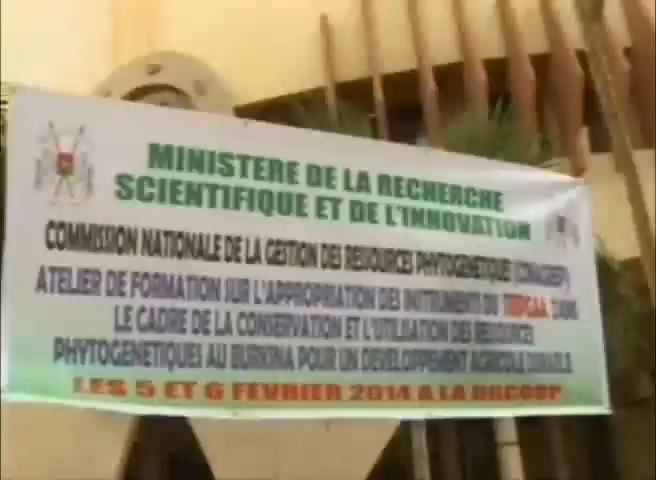 MINISTERE DE LA RECHERCHE
SCIENTIFIQUE ET DE L'INNOVATION
COMMISSION NATIONALE DE LA GESTION DES RESSOURCES PHYTOGENETIQUES
ATELIER DE FORMATION SUR L'APPROPRIATION DES INSTRUMENTS DU DANS
LE CADRE DE LA CONSERVATION ET L'UTILISATION DES RESSOURCES
PHYTOGENETIQUES AU BURKINA POUR UN DEVELOPPEMENT AGRICOLE DURABLE
LES 5 ET 6 FEVRIER 2014 A LA DGCOOP